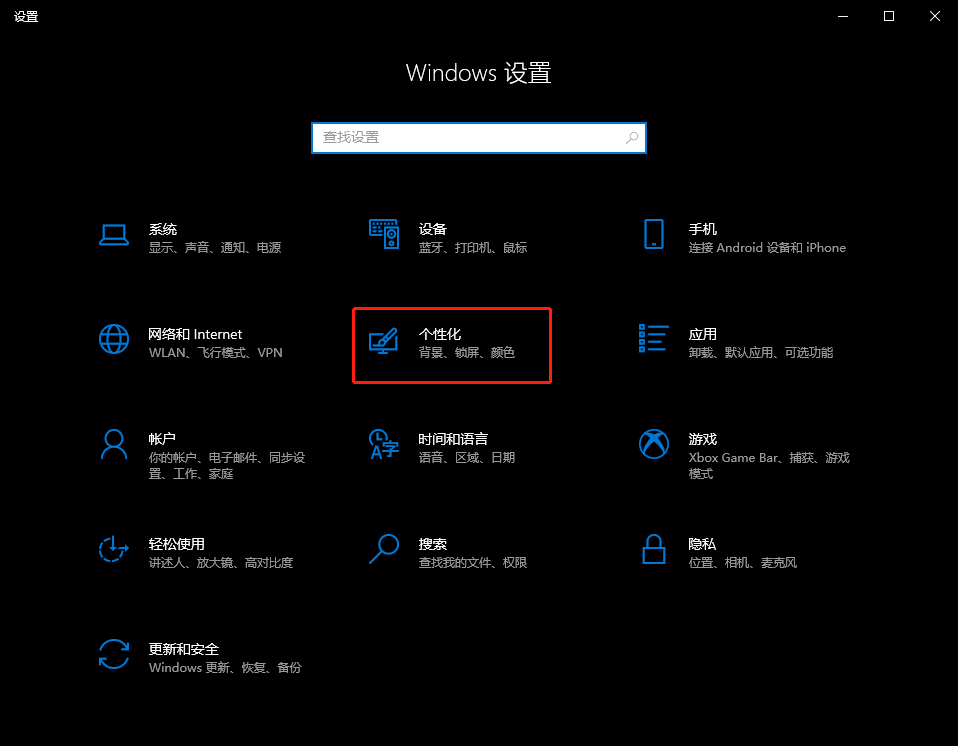 设置
Windows 设置
查找设置
系统
显示、声音、通知、电源
设备
蓝牙、打印机、鼠标
手机
连接 Android 设备和 iPhone
网络和 Internet
WLAN、飞行模式、VPN
个性化
背景、锁屏、颜色
应用
卸载、默认应用、可选功能
帐户
你的帐户、电子邮件、同步设
置、工作、家庭
时间和语言
语音、区域、日期
游戏
Xbox Game Bar、捕获、游戏
模式
轻松使用
讲述人、放大镜、高对比度
搜索
查找我的文件、权限
隐私
位置、相机、麦克风
更新和安全
Windows 更新、恢复、备份